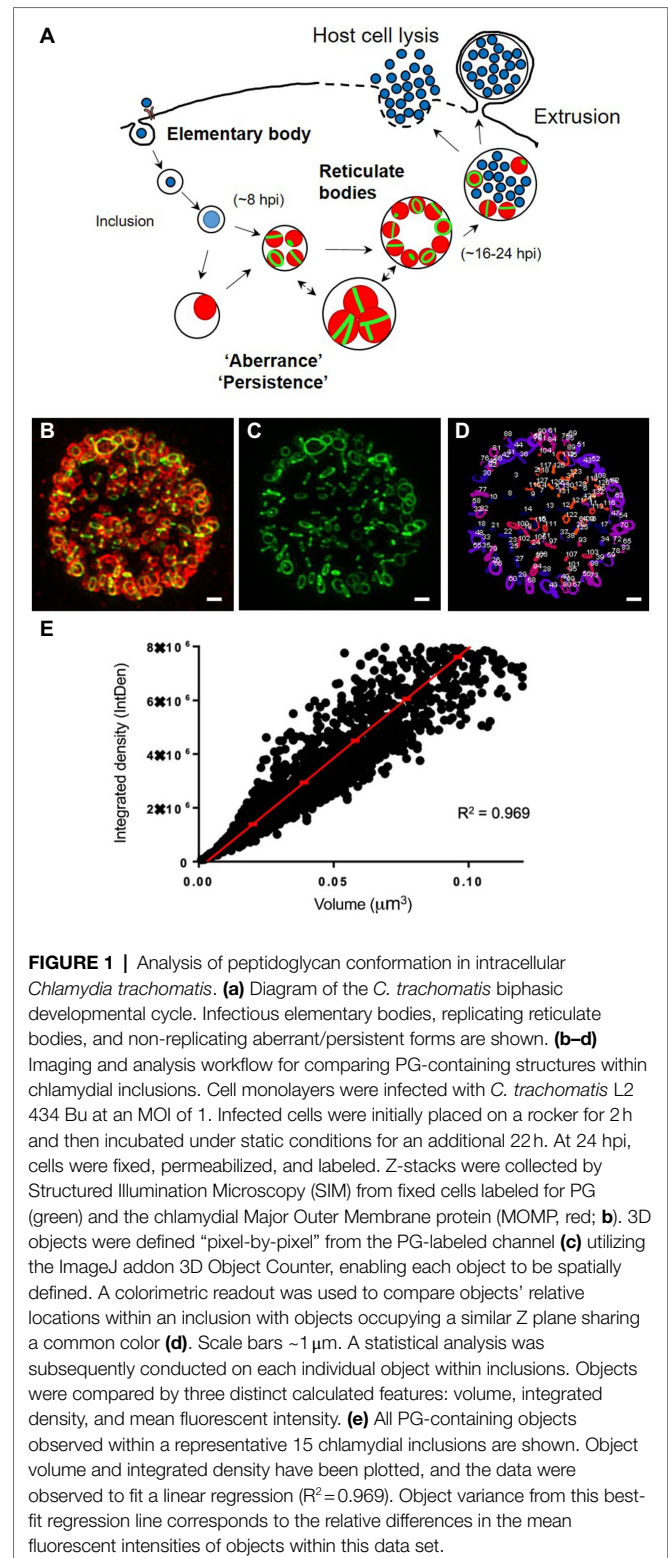 A
Host cell lysis
Elementary body
Extrusion
Reticulate
bodies
(~8 hpi)
Inclusion
(~16-24 hpi)
'Aberrance'
'Persistence'
B
C
D
E
8✖10 6
6✖10 6
4✖10 6
2✖10 6
0
Integrated density (IntDen)
R² = 0.969
0.00
0.05
0.10
Volume (μm³)
FIGURE 1 | Analysis of peptidoglycan conformation in intracellular
Chlamydia trachomatis. (a) Diagram of the C. trachomatis biphasic
developmental cycle. Infectious elementary bodies, replicating reticulate
bodies, and non-replicating aberrant/persistent forms are shown. (b–d)
Imaging and analysis workflow for comparing PG-containing structures within
chlamydial inclusions. Cell monolayers were infected with C. trachomatis L2
434 Bu at an MOI of 1. Infected cells were initially placed on a rocker for 2 h
and then incubated under static conditions for an additional 22 h. At 24 hpi,
cells were fixed, permeabilized, and labeled. Z-stacks were collected by
Structured Illumination Microscopy (SIM) from fixed cells labeled for PG
(green) and the chlamydial Major Outer Membrane protein (MOMP, red; b). 3D
objects were defined “pixel-by-pixel” from the PG-labeled channel (c) utilizing
the ImageJ addon 3D Object Counter, enabling each object to be spatially
defined. A colorimetric readout was used to compare objects’ relative
locations within an inclusion with objects occupying a similar Z plane sharing
a common color (d). Scale bars ~1 μm. A statistical analysis was
subsequently conducted on each individual object within inclusions. Objects
were compared by three distinct calculated features: volume, integrated
density, and mean fluorescent intensity. (e) All PG-containing objects
observed within a representative 15 chlamydial inclusions are shown. Object
volume and integrated density have been plotted, and the data were
observed to fit a linear regression (R² = 0.969). Object variance from this best-
fit regression line corresponds to the relative differences in the mean
fluorescent intensities of objects within this data set.